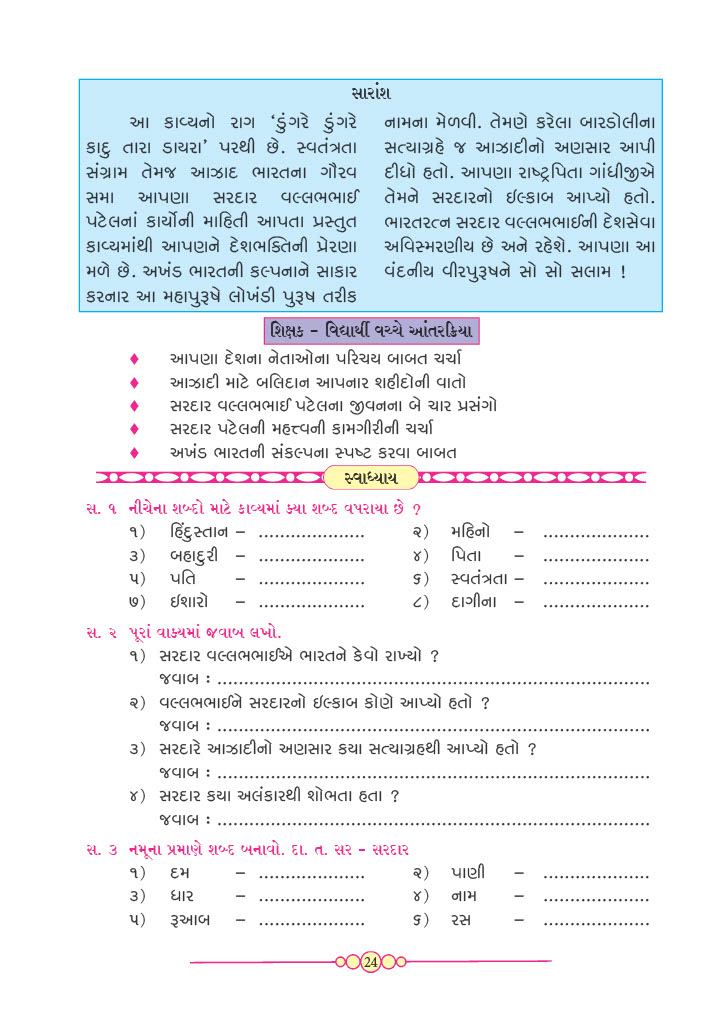 સારાંશ
આ કાવ્યનો રાગ ‘ડુંગરે ડુંગરે
કાદુ તારા ડાયરા’ પરથી છે. સ્વતંત્રતા
સંગ્રામ તેમજ આઝાદ ભારતના ગૌરવ
સમા આપણા સરદાર વલ્લભભાઈ
પટેલનાં કાર્યોની માહિતી આપતા પ્રસ્તુત
કાવ્યમાંથી આપણને દેશભક્તિની પ્રેરણા
મળે છે. અખંડ ભારતની કલ્પનાને સાકાર
કરનાર આ મહાપુરૂષે લોખંડી પુરૂષ તરીક
નામના મેળવી. તેમણે કરેલા બારડોલીના
સત્યાગ્રહે જ આઝાદીનો અણસાર આપી
દીધો હતો. આપણા રાષ્ટ્રપિતા ગાંધીજીએ
તેમને સરદારનો ઈલ્કાબ આપ્યો હતો.
ભારતરત્ન સરદાર વલ્લભભાઈની દેશસેવા
અવિસ્મરણીય છે અને રહેશે. આપણા આ
વંદનીય વીરપુરૂષને સો સો સલામ !
શિક્ષક – વિદ્યાર્થી વચ્ચે આંતરક્રિયા
♦ આપણા દેશના નેતાઓના પરિચય બાબત ચર્ચા
♦ આઝાદી માટે બલિદાન આપનાર શહીદોની વાતો
♦ સરદાર વલ્લભભાઈ પટેલના જીવનના બે ચાર પ્રસંગો
♦ સરદાર પટેલની મહત્ત્વની કામગીરીની ચર્ચા
♦ અખંડ ભારતની સંકલ્પના સ્પષ્ટ કરવા બાબત
સ્વાધ્યાય
સ. ૧ નીચેના શબ્દો માટે કાવ્યમાં ક્યા શબ્દ વપરાયા છે ?
૧) હિંદુસ્તાન – .................... ૨) મહિનો – ....................
૩) બહાદુરી – .................... ૪) પિતા – ....................
૫) પતિ – .................... ૬) સ્વતંત્રતા – ....................
૭) ઈશારો – .................... ૮) દાગીના – ....................
સ. ૨ પૂરાં વાક્યમાં જવાબ લખો.
૧) સરદાર વલ્લભભાઈએ ભારતને કેવો રાખ્યો ?
જવાબ : ................................................................................
૨) વલ્લભભાઈને સરદારનો ઈલ્કાબ કોણે આપ્યો હતો ?
જવાબ : ................................................................................
૩) સરદારે આઝાદીનો અણસાર કયા સત્યાગ્રહથી આપ્યો હતો ?
જવાબ : ................................................................................
૪) સરદાર કયા અલંકારથી શોભતા હતા ?
જવાબ : ................................................................................
સ. ૩ નમૂના પ્રમાણે શબ્દ બનાવો. દા. ત. સર – સરદાર
૧) દમ – .................... ૨) પાણી – ....................
૩) ધાર – .................... ૪) નામ – ....................
૫) રૂઆબ – .................... ૬) રસ – ....................
24